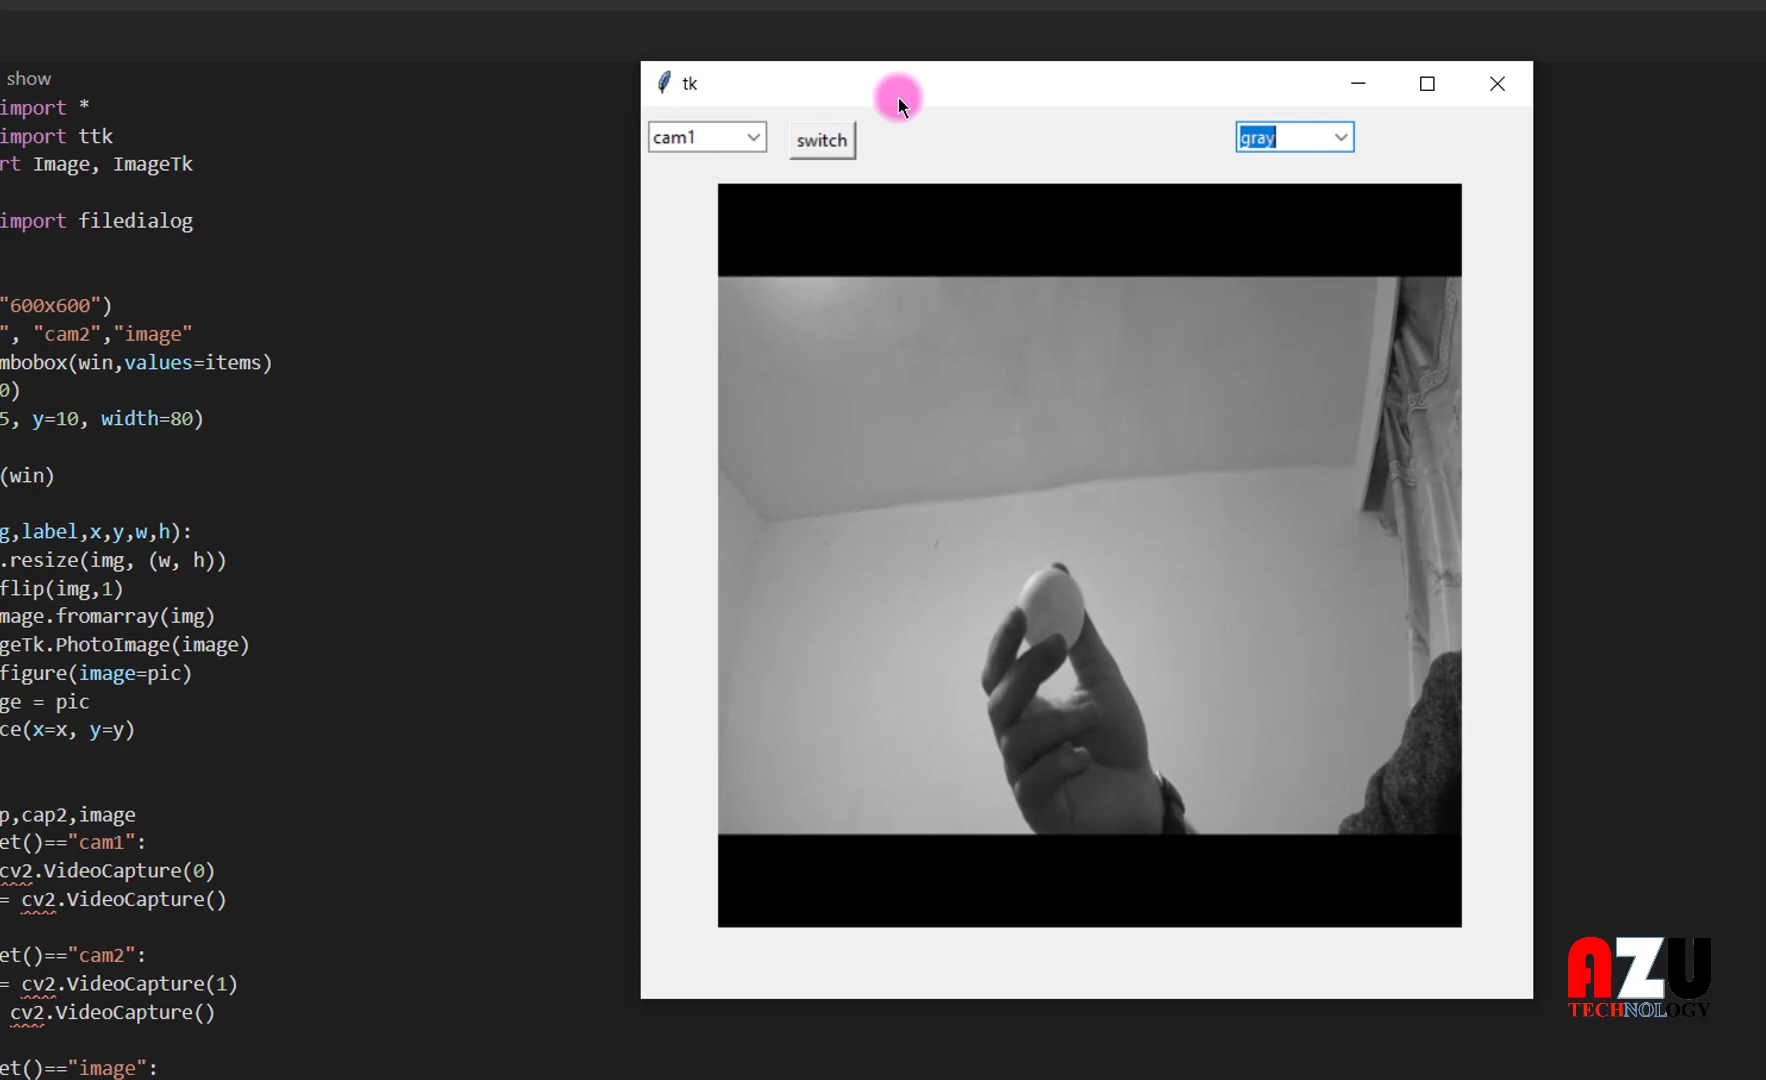 show
import *
import ttk
rt Image, ImageTk
import filedialog
"600x600")
", "cam2","image"
mbobox(win,values=items)
0)
5, y=10, width=80)
(win)
g,label,x,y,w,h):
.resize(img, (w, h))
flip(img,1)
mage.fromarray(img)
geTk.PhotoImage(image)
figure(image=pic)
ge = pic
ce(x=x, y=y)
p,cap2,image
et()=="cam1":
cv2.VideoCapture(0)
= cv2.VideoCapture()
et()=="cam2":
= cv2.VideoCapture(1)
cv2.VideoCapture()
et()=="image":
tk
cam1
switch
gray
AZU
TECHNOLOGY